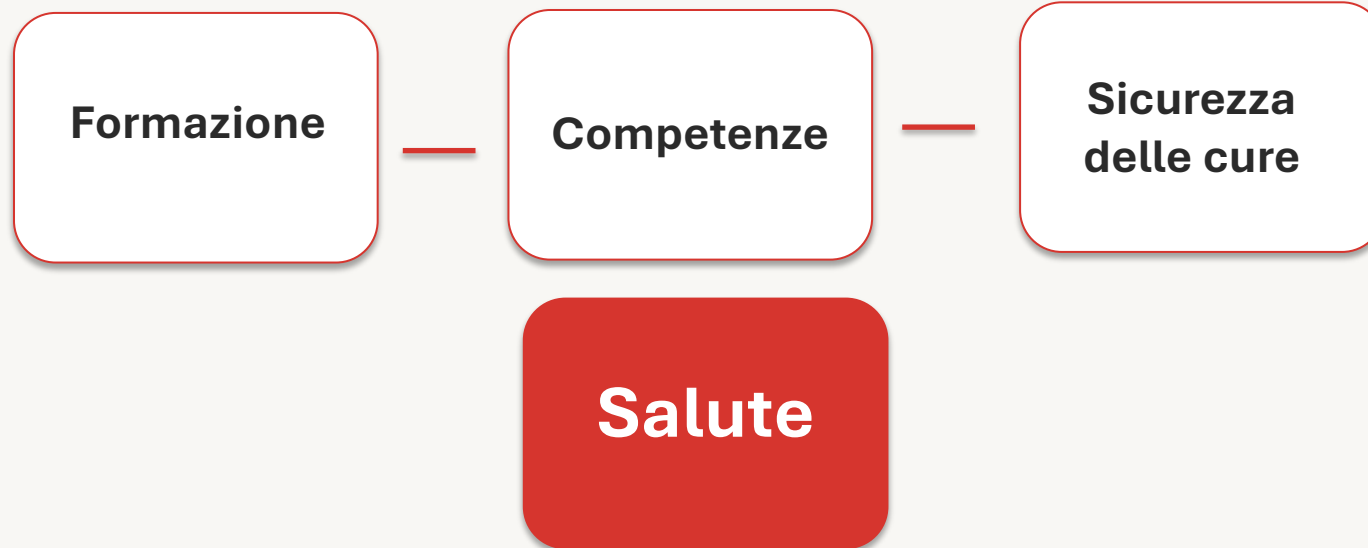 Formazione
Competenze
Sicurezza
delle cure
Salute